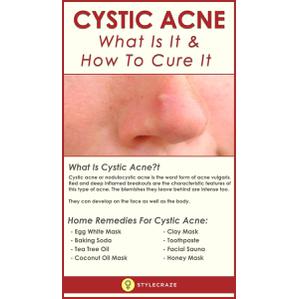 CYSTIC ACNE
What Is It &
How To Cure It
What Is Cystic Acne?t
Cystic acne or nodulocystic acne is the worst form of acne vulgaris.
Red and deep inflamed breakouts are the characteristic features of
this type of acne. The blemishes they leave behind are intense too.
They can develop on the face as well as the body.
Home Remedies For Cystic Acne:
- Egg White Mask
- Baking Soda
- Tea Tree Oil
- Coconut Oil Mask
- Clay Mask
- Toothpaste
- Facial Sauna
- Honey Mask
STYLECRAZE